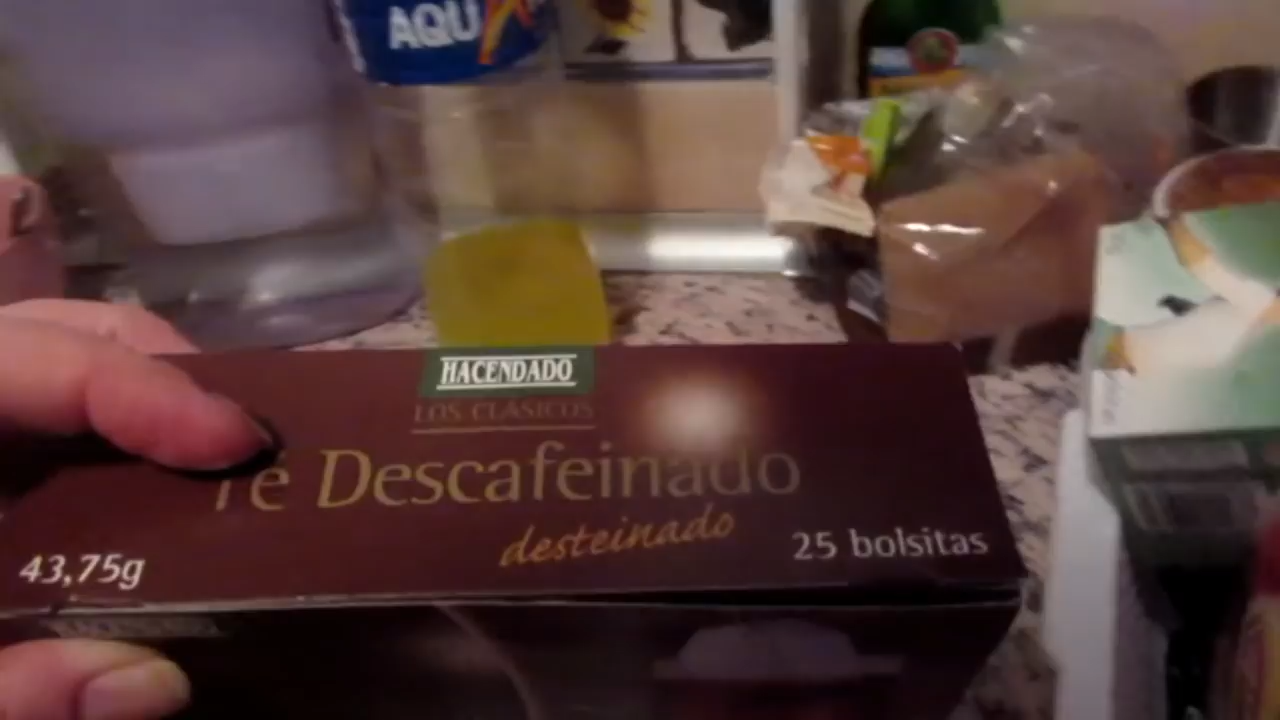 AQU
HACENDADO
LOS CLÁSICOS
Té Descafeinado
desteinado
25 bolsitas
43,75g